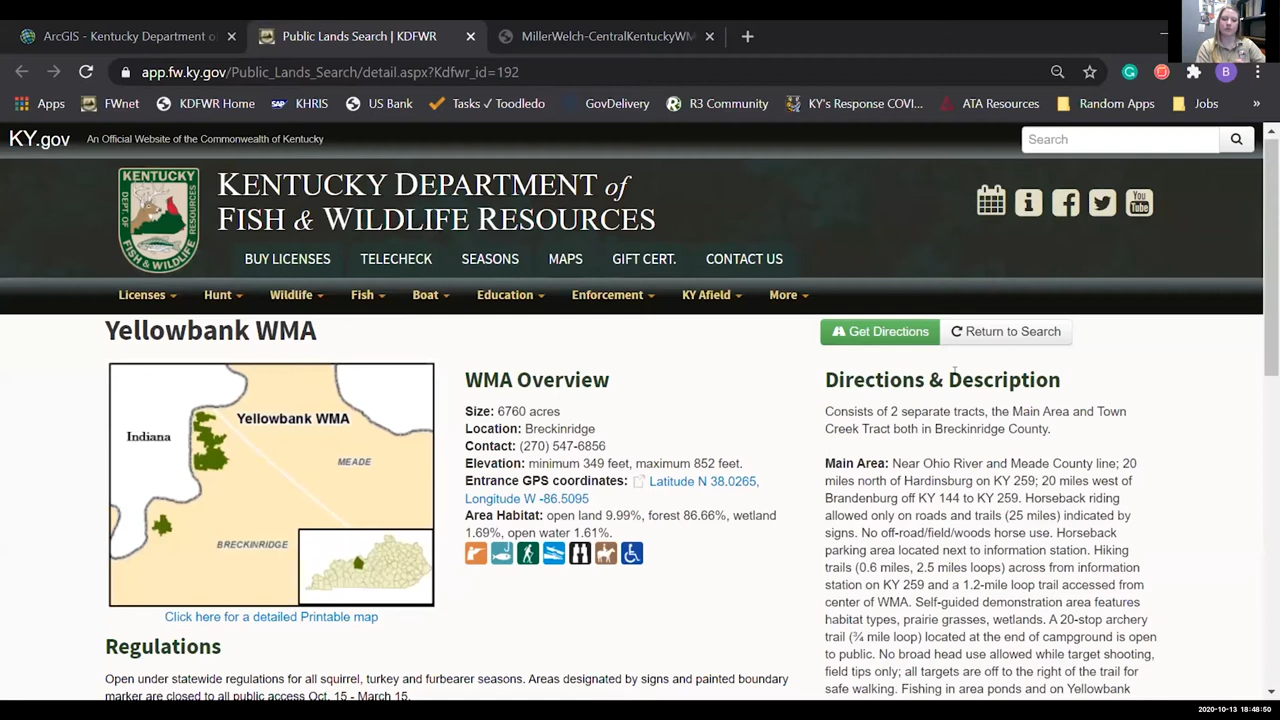 ArcGIS - Kentucky Department o
Public Lands Search | KDFWR
MillerWelch-CentralKentuckyWM
app.fw.ky.gov/Public_Lands_Search/detail.aspx?Kdfwr_id=192
B
Apps
FWnet
KDFWR Home
SAP
KHRIS
US Bank
Tasks ✓ Toodledo
GovDelivery
R3 Community
KY's Response COVI...
ATA Resources
Random Apps
Jobs
»
KY.gov
An Official Website of the Commonwealth of Kentucky
Search
KENTUCKY
DEPT. OF
FISH & WILDLIFE
RESOURCES
KENTUCKY DEPARTMENT of
FISH & WILDLIFE RESOURCES
You
Tube
BUY LICENSES
TELECHECK
SEASONS
MAPS
GIFT CERT.
CONTACT US
Licenses
Hunt
Wildlife
Fish
Boat
Education
Enforcement
KY Afield
More
Yellowbank WMA
Get Directions
Return to Search
Yellowbank WMA
Indiana
MEADE
BRECKINRIDGE
Click here for a detailed Printable map
WMA Overview
Size: 6760 acres
Location: Breckinridge
Contact: (270) 547-6856
Elevation: minimum 349 feet, maximum 852 feet.
Entrance GPS coordinates: Latitude N 38.0265,
Longitude W -86.5095
Area Habitat: open land 9.99%, forest 86.66%, wetland
1.69%, open water 1.61%.
Directions & Description
Consists of 2 separate tracts, the Main Area and Town
Creek Tract both in Breckinridge County.
Main Area: Near Ohio River and Meade County line; 20
miles north of Hardinsburg on KY 259; 20 miles west of
Brandenburg off KY 144 to KY 259. Horseback riding
allowed only on roads and trails (25 miles) indicated by
signs. No off-road/field/woods horse use. Horseback
parking area located next to information station. Hiking
trails (0.6 miles, 2.5 miles loops) across from information
station on KY 259 and a 1.2-mile loop trail accessed from
center of WMA. Self-guided demonstration area features
habitat types, prairie grasses, wetlands. A 20-stop archery
trail (¾ mile loop) located at the end of campground is open
to public. No broad head use allowed while target shooting,
field tips only; all targets are off to the right of the trail for
safe walking. Fishing in area ponds and on Yellowbank
Regulations
Open under statewide regulations for all squirrel, turkey and furbearer seasons. Areas designated by signs and painted boundary
marker are closed to all public access Oct. 15 - March 15.
2020-10-13 18:48:50